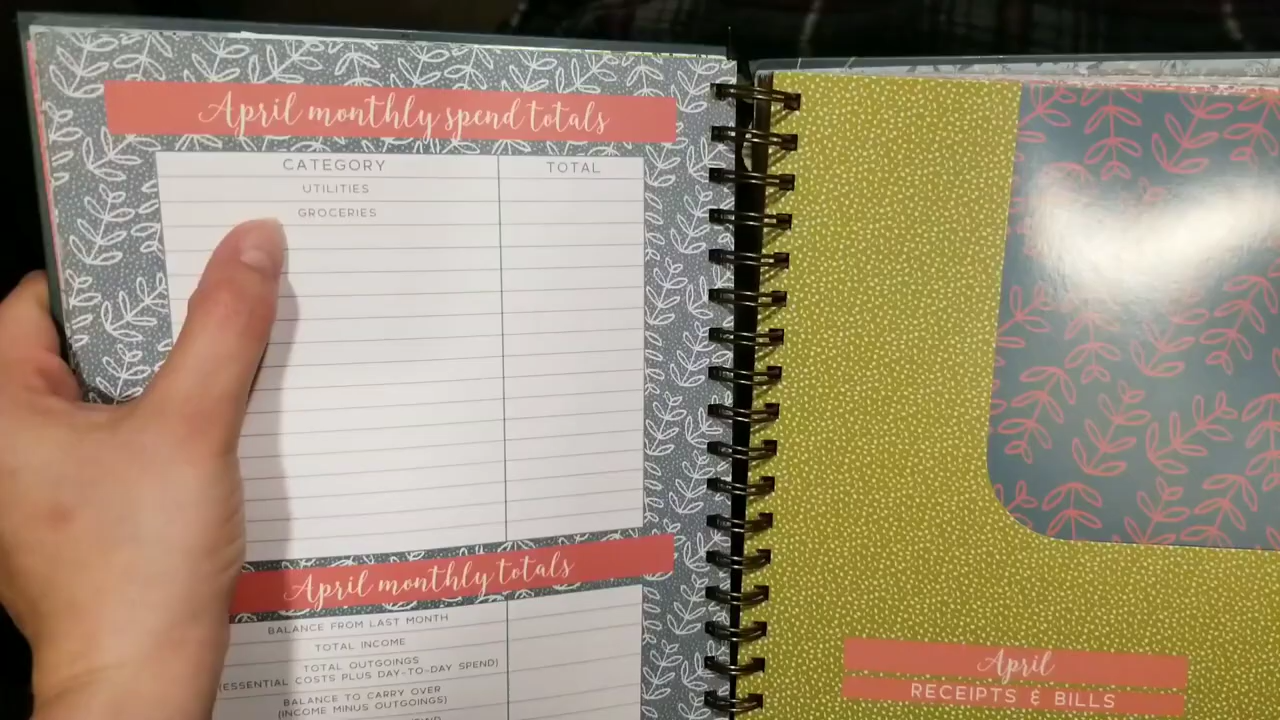 April monthly spend totals
CATEGORY
TOTAL
UTILITIES
GROCERIES
April monthly totals
BALANCE FROM LAST MONTH
TOTAL INCOME
TOTAL OUTGOINGS
(ESSENTIAL COSTS PLUS DAY-TO-DAY SPEND)
BALANCE TO CARRY OVER
(INCOME MINUS OUTGOINGS)
April
RECEIPTS & BILLS